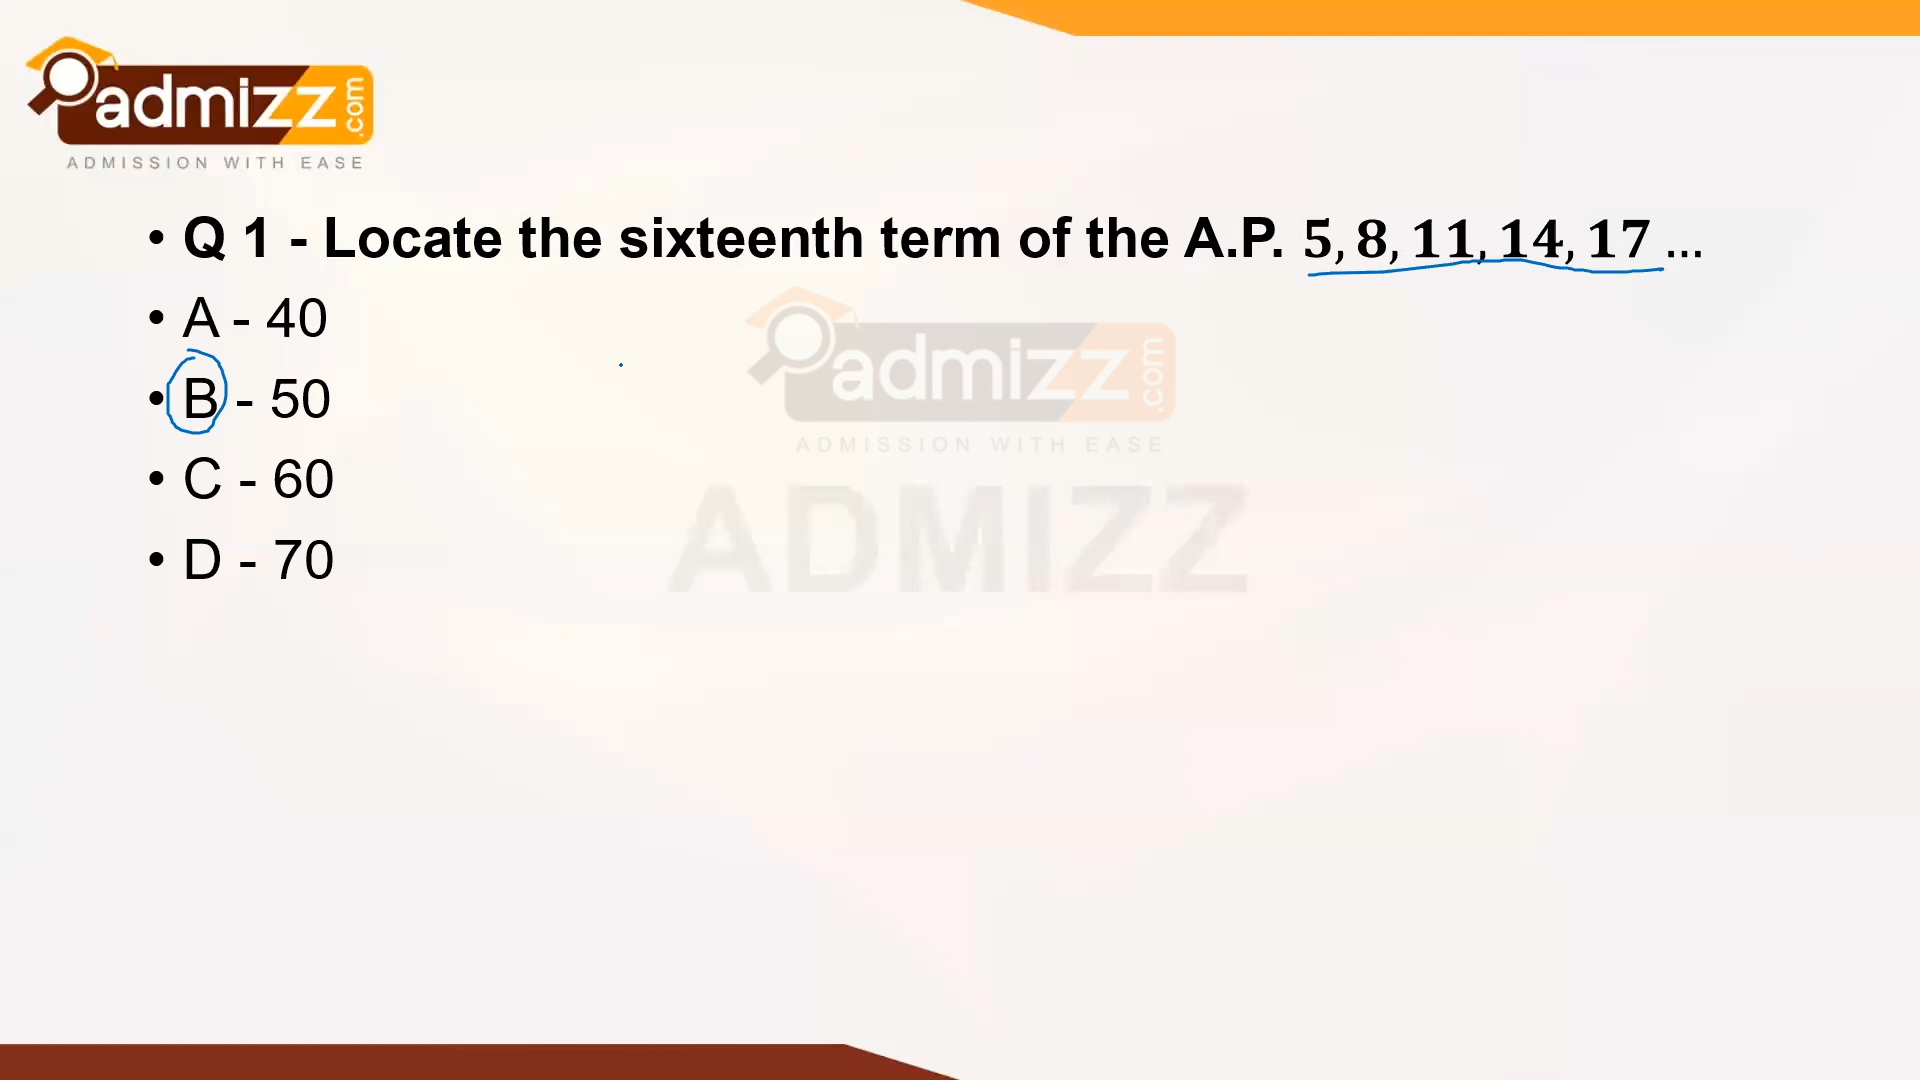 admizz.com
ADMISSION WITH EASE
• Q 1 - Locate the sixteenth term of the A.P. 5, 8, 11, 14, 17 ...
• A - 40
• B - 50
• C - 60
• D - 70
admizz.com
ADMISSION WITH EASE
ADMIZZ